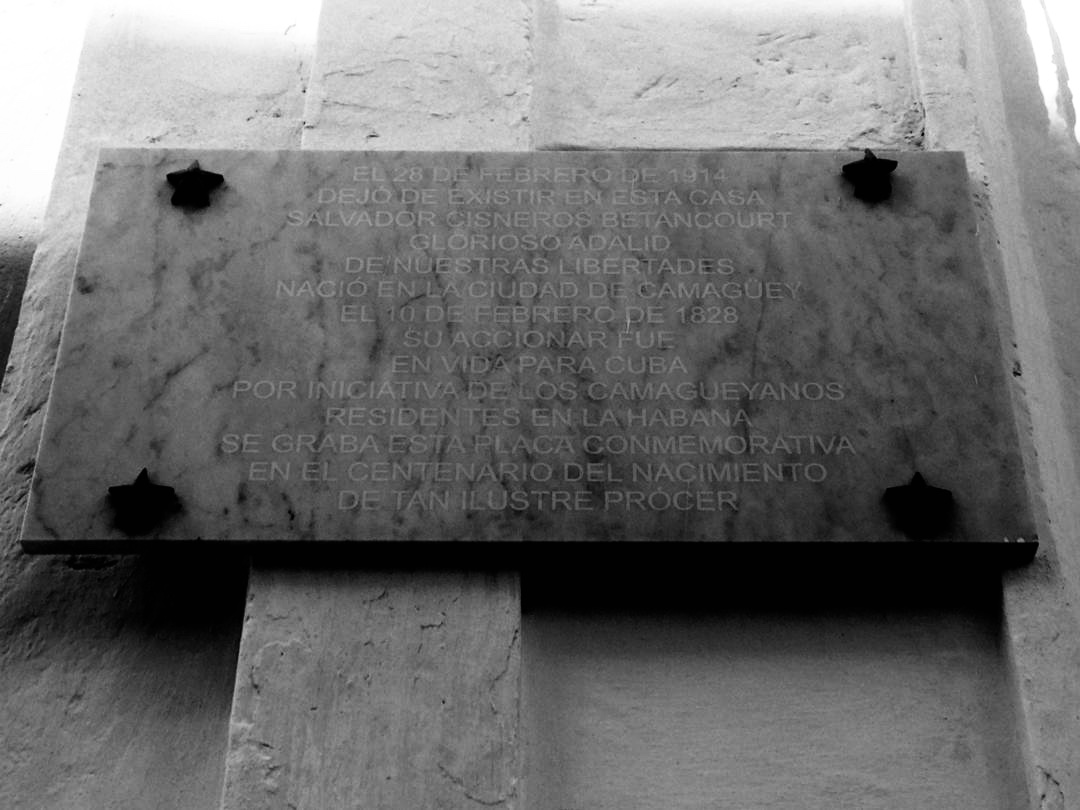 EL 28 DE FEBRERO DE 1914
DEJÓ DE EXISTIR EN ESTA CASA
SALVADOR CISNEROS BETANCOURT
GLORIOSO ADALID
DE NUESTRAS LIBERTADES
NACIÓ EN LA CIUDAD DE CAMAGÜEY
EL 10 DE FEBRERO DE 1828
SU ACCIONAR FUE
EN VIDA PARA CUBA
POR INICIATIVA DE LOS CAMAGUEYANOS
RESIDENTES EN LA HABANA
SE GRABA ESTA PLACA CONMEMORATIVA
EN EL CENTENARIO DEL NACIMIENTO
DE TAN ILUSTRE PRÓCER